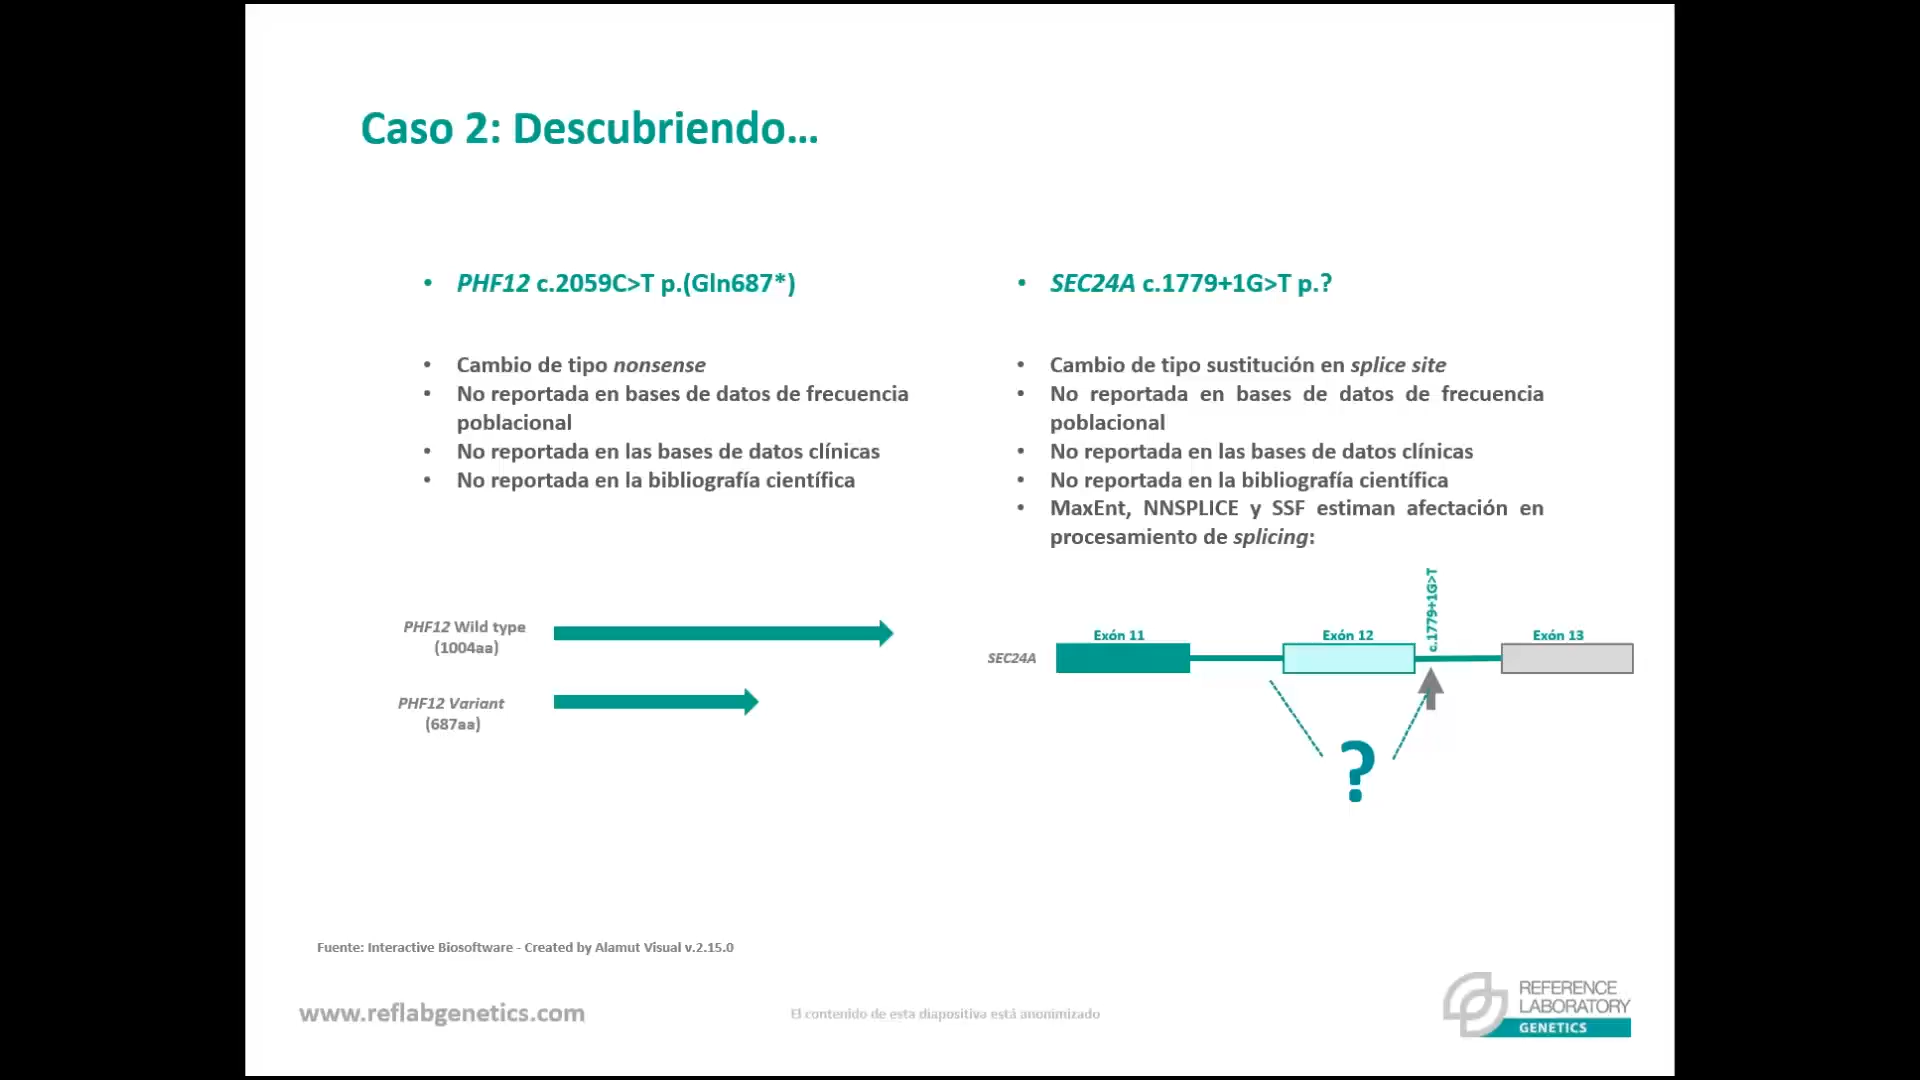 Caso 2: Descubriendo...
• PHF12 c.2059C>T p.(Gln687*)
• Cambio de tipo nonsense
• No reportada en bases de datos de frecuencia
poblacional
• No reportada en las bases de datos clínicas
• No reportada en la bibliografía científica
PHF12 Wild type
(1004aa)
PHF12 Variant
(687aa)
• SEC24A c.1779+1G>T p.?
• Cambio de tipo sustitución en splice site
• No reportada en bases de datos de frecuencia
poblacional
• No reportada en las bases de datos clínicas
• No reportada en la bibliografía científica
• MaxEnt, NNSPLICE y SSF estiman afectación en
procesamiento de splicing:
c.1779+1G>T
Exón 11
Exón 12
Exón 13
SEC24A
?
Fuente: Interactive Biosoftware - Created by Alamut Visual v.2.15.0
www.reflabgenetics.com
El contenido de esta diapositiva está anonimizado
REFERENCE
LABORATORY
GENETICS